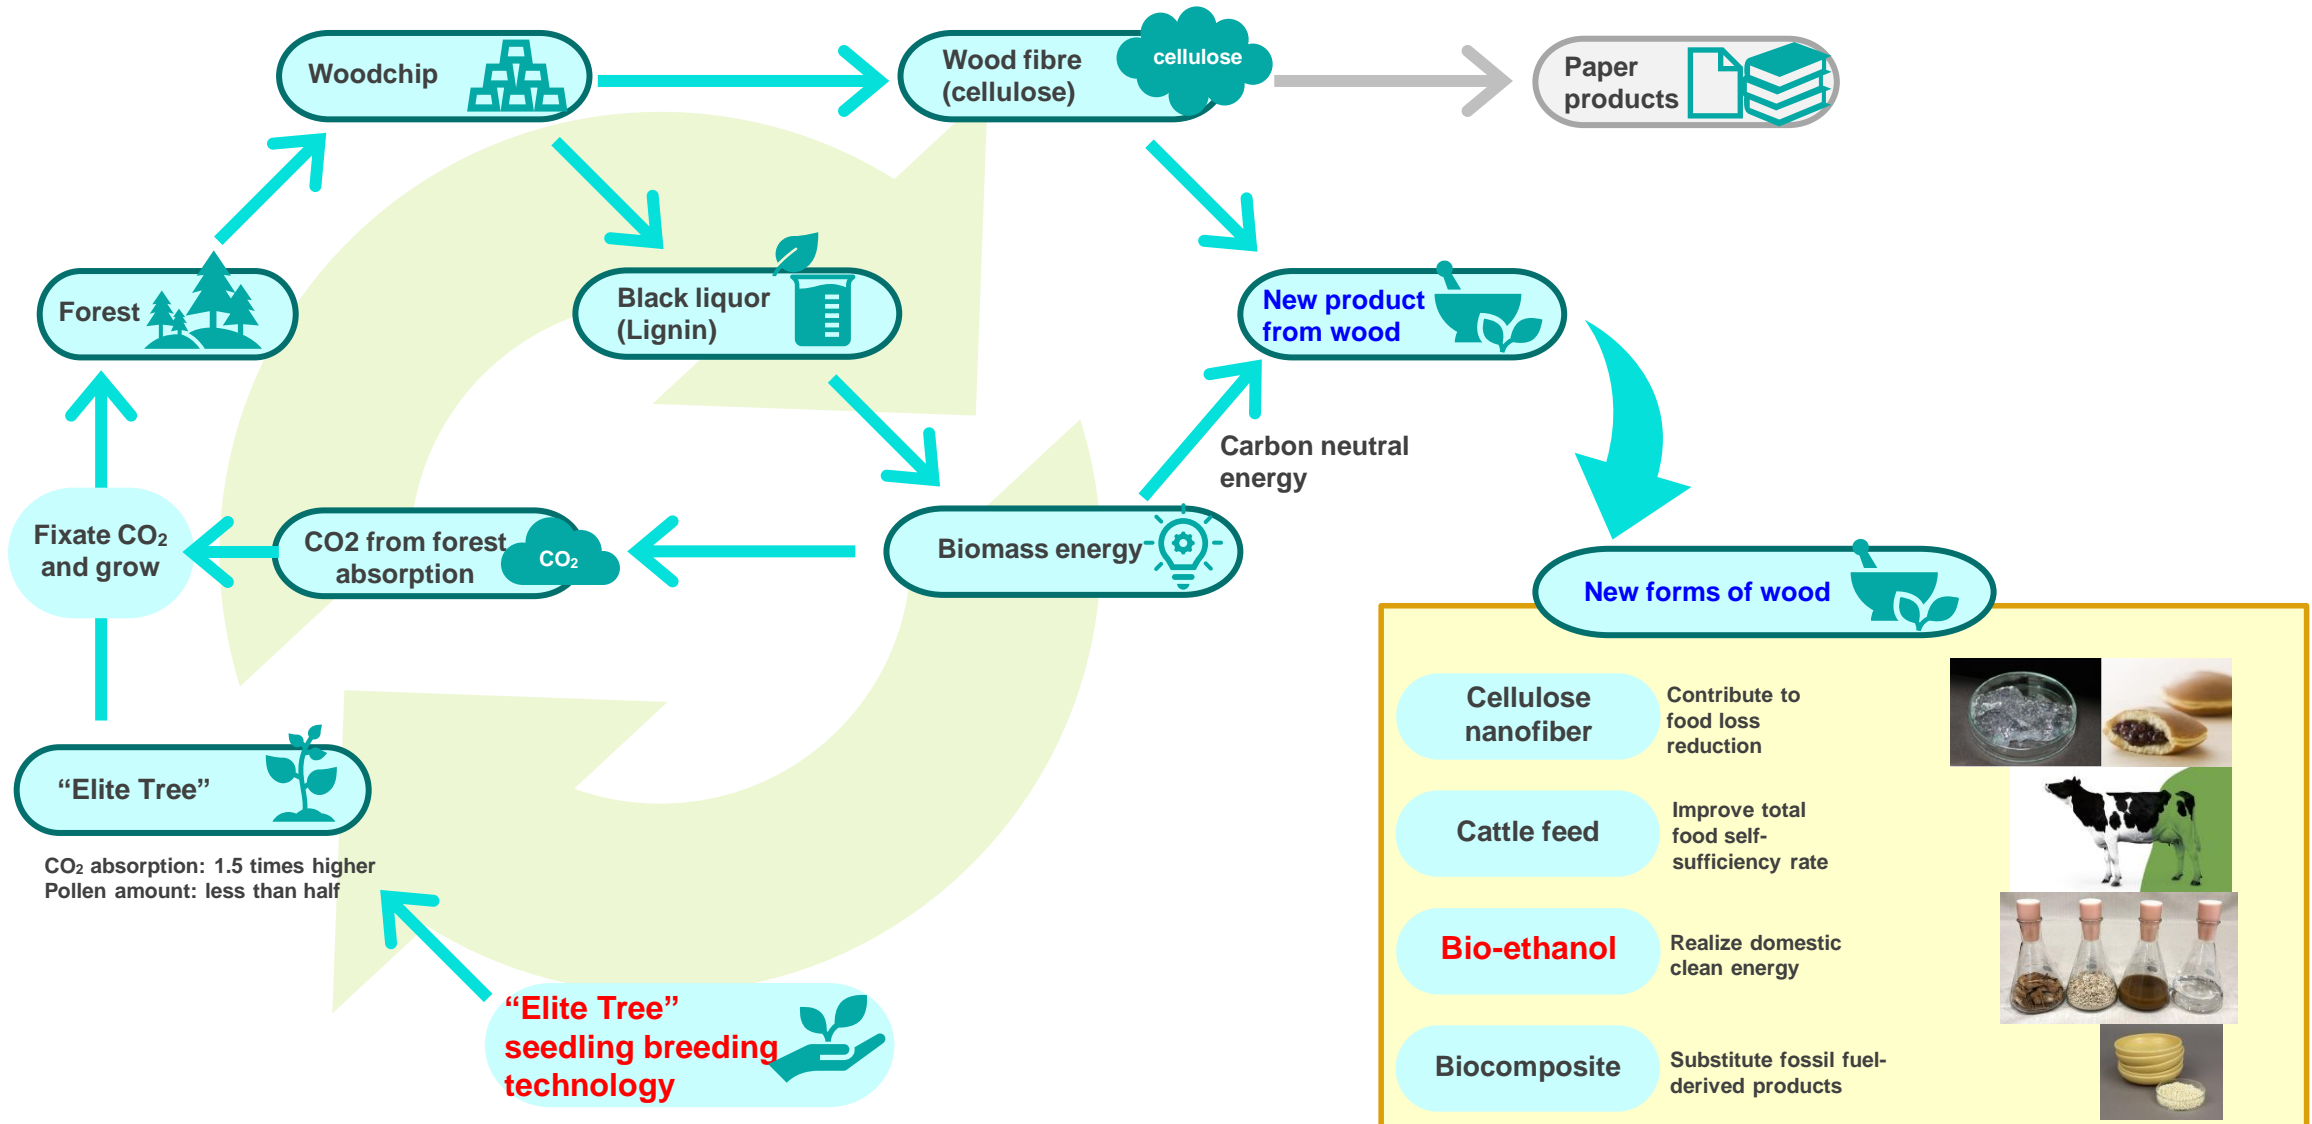 Woodchip
Wood fibre
(cellulose)
cellulose
Paper
products
Forest
Black liquor
(Lignin)
New product
from wood
Carbon neutral
energy
Fixate CO₂
and grow
CO2 from forest
absorption
CO₂
Biomass energy
New forms of wood
“Elite Tree”
CO₂ absorption: 1.5 times higher
Pollen amount: less than half
“Elite Tree”
seedling breeding
technology
Cellulose
nanofiber
Contribute to
food loss
reduction
Cattle feed
Improve total
food self-
sufficiency rate
Bio-ethanol
Realize domestic
clean energy
Biocomposite
Substitute fossil fuel-
derived products